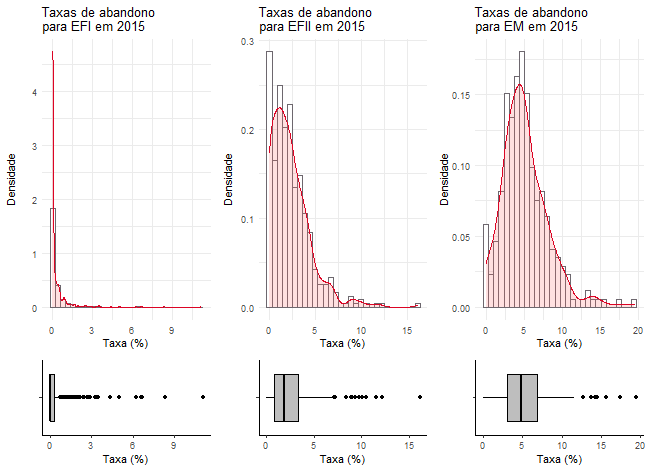 Taxas de abandono
para EFI em 2015
Taxas de abandono
para EFII em 2015
Taxas de abandono
para EM em 2015
Densidade
4
3
2
1
0
0
3
6
9
Taxa (%)
Densidade
0.3
0.2
0.1
0.0
0
5
10
15
Taxa (%)
Densidade
0.15
0.10
0.05
0.00
0
5
10
15
20
Taxa (%)
0
3
6
9
Taxa (%)
0
5
10
15
Taxa (%)
0
5
10
15
20
Taxa (%)